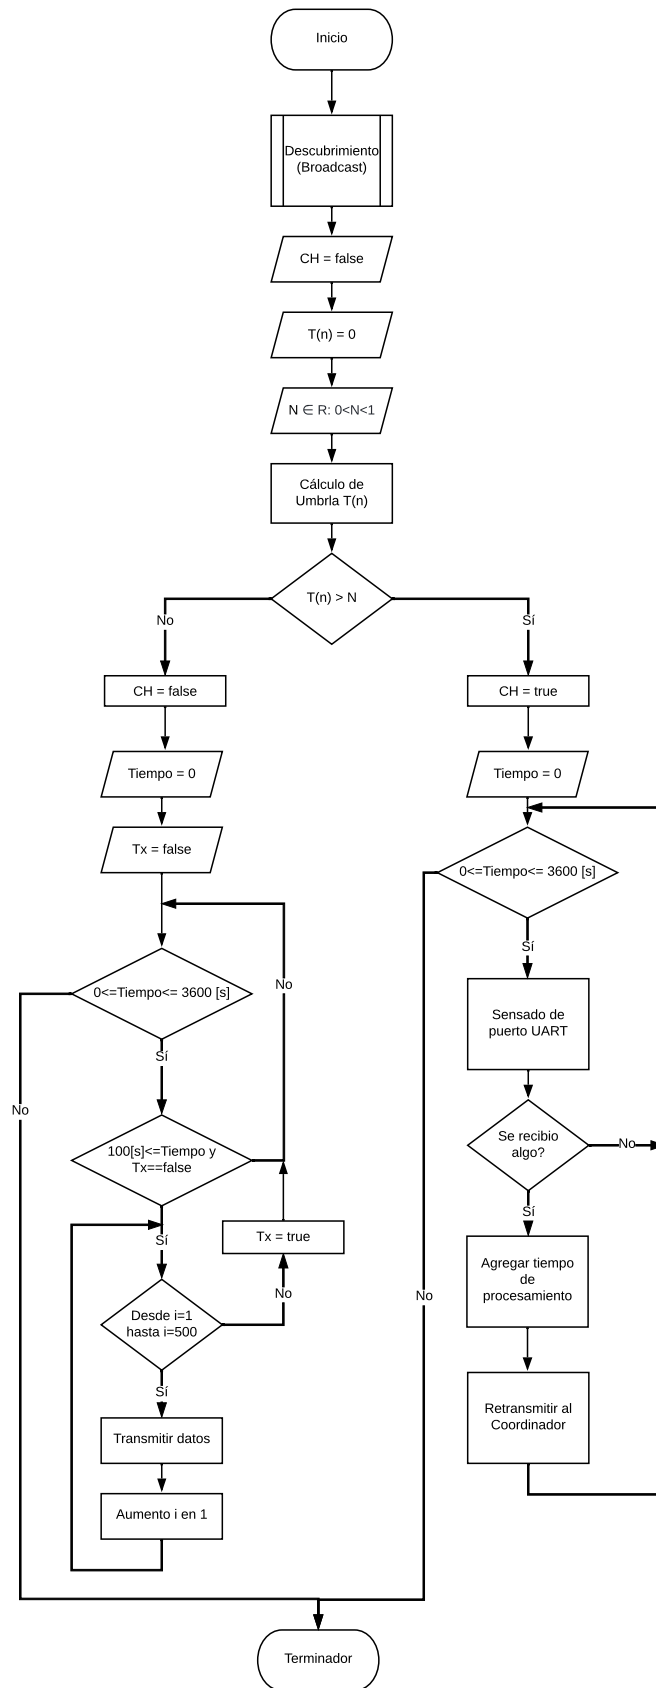 Inicio
Descubrimiento
(Broadcast)
CH = false
T(n) = 0
N ∈ R: 0<N<1
Cálculo de
Umbrla T(n)
T(n) > N
No
Sí
CH = false
CH = true
Tiempo = 0
Tiempo = 0
Tx = false
0<=Tiempo<= 3600 [s]
Sí
No
0<=Tiempo<= 3600 [s]
Sensado de
puerto UART
Sí
No
100[s]<=Tiempo y
Tx==false
Se recibio
algo?
No
Sí
Sí
Tx = true
Agregar tiempo
de
procesamiento
No
No
Desde i=1
hasta i=500
Sí
Retransmitir al
Coordinador
Transmitir datos
Aumento i en 1
Terminador